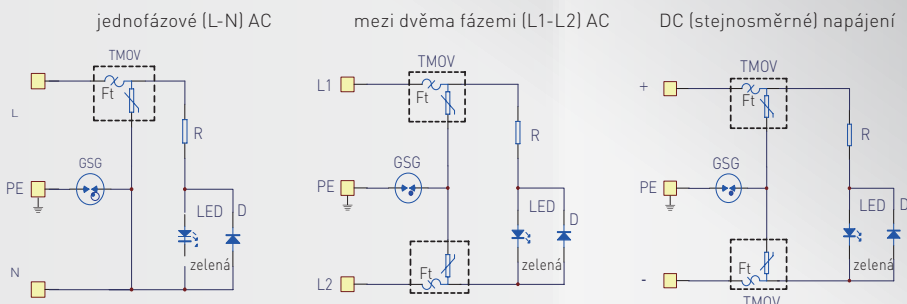 jednofázové (L-N) AC
mezi dvěma fázemi (L1-L2) AC
DC (stejnosměrné) napájení
TMOV
Ft
L
R
GSG
PE
LED
D
zelená
N
TMOV
L1
Ft
R
GSG
PE
LED
D
zelená
Ft
L2
TMOV
+
Ft
R
GSG
PE
LED
D
zelená
Ft
-
TMOV